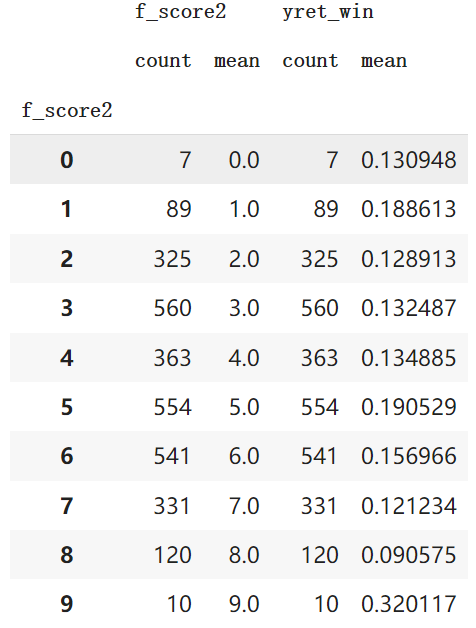 f_score2 yret_win
count mean count mean
f_score2
0 7 0.0 7 0.130948
1 89 1.0 89 0.188613
2 325 2.0 325 0.128913
3 560 3.0 560 0.132487
4 363 4.0 363 0.134885
5 554 5.0 554 0.190529
6 541 6.0 541 0.156966
7 331 7.0 331 0.121234
8 120 8.0 120 0.090575
9 10 9.0 10 0.320117